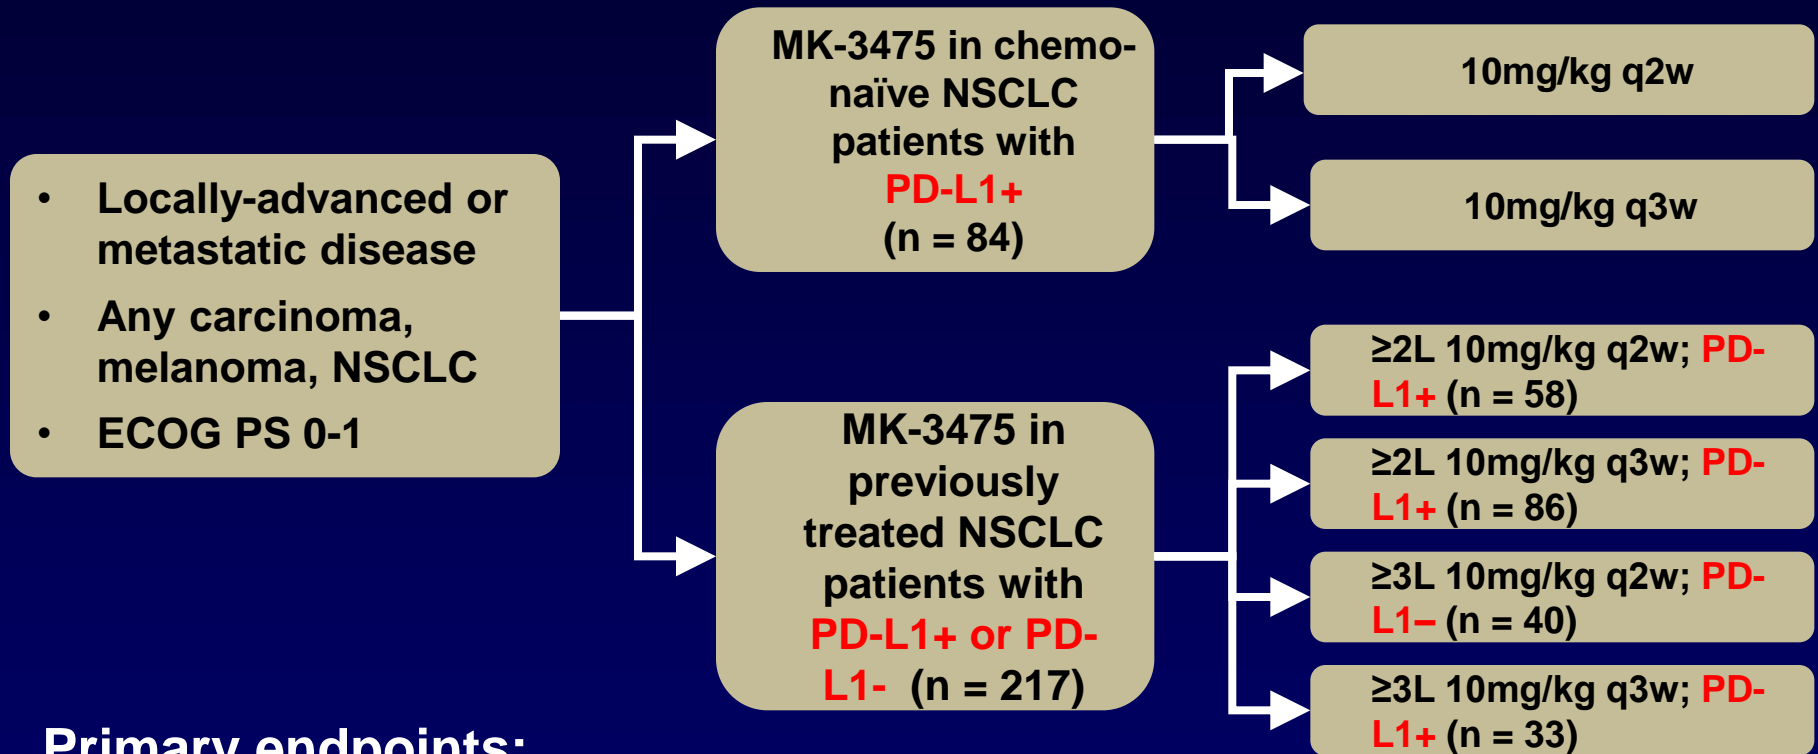 • Locally-advanced or
metastatic disease
• Any carcinoma,
melanoma, NSCLC
• ECOG PS 0-1
MK-3475 in chemo-
naïve NSCLC
patients with
PD-L1+
(n = 84)
10mg/kg q2w
10mg/kg q3w
MK-3475 in
previously
treated NSCLC
patients with
PD-L1+ or PD-
L1- (n = 217)
≥2L 10mg/kg q2w; PD-
L1+ (n = 58)
≥2L 10mg/kg q3w; PD-
L1+ (n = 86)
≥3L 10mg/kg q2w; PD-
L1– (n = 40)
≥3L 10mg/kg q3w; PD-
L1+ (n = 33)
Primary endpoints: